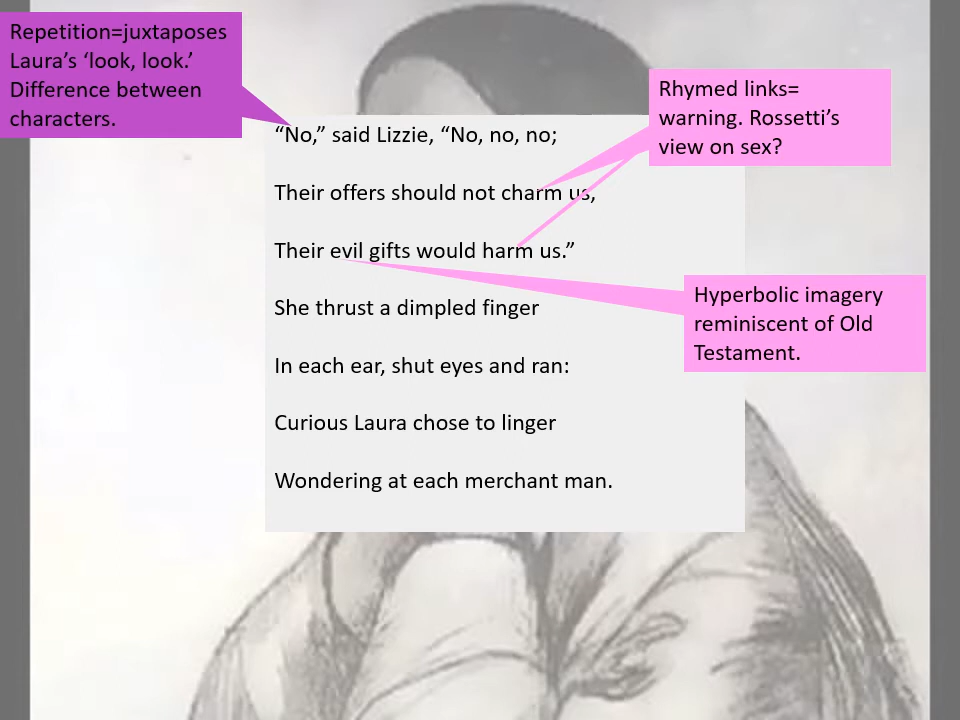 Repetition=juxtaposes
Laura’s ‘look, look.’
Difference between
characters.
Rhymed links=
warning. Rossetti’s
view on sex?
“No,” said Lizzie, “No, no, no;
Their offers should not charm us,
Their evil gifts would harm us.”
She thrust a dimpled finger
In each ear, shut eyes and ran:
Curious Laura chose to linger
Wondering at each merchant man.
Hyperbolic imagery
reminiscent of Old
Testament.